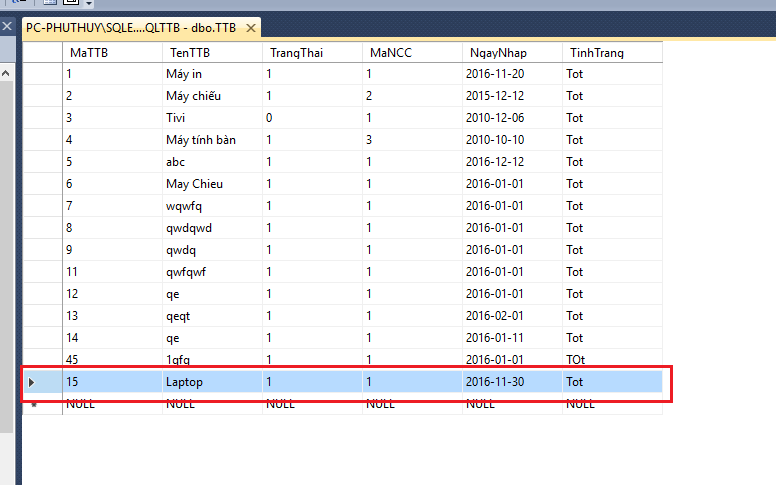 PC-PHUTHUY\SQLE....QLTTB - dbo.TTB
MaTTB TenTTB TrangThai MaNCC NgayNhap TinhTrang
1 Máy in 1 1 2016-11-20 Tot
2 Máy chiếu 1 2 2015-12-12 Tot
3 Tivi 0 1 2010-12-06 Tot
4 Máy tính bàn 1 3 2010-10-10 Tot
5 abc 1 1 2016-12-12 Tot
6 May Chieu 1 1 2016-01-01 Tot
7 wqwfq 1 1 2016-01-01 Tot
8 qwdqwd 1 1 2016-01-01 Tot
9 qwdq 1 1 2016-01-01 Tot
11 qwfqwf 1 1 2016-01-01 Tot
12 qe 1 1 2016-01-01 Tot
13 qeqt 1 1 2016-02-01 Tot
14 qe 1 1 2016-01-11 Tot
45 1qfq 1 1 2016-01-01 TOt
15 Laptop 1 1 2016-11-30 Tot
NULL NULL NULL NULL NULL NULL